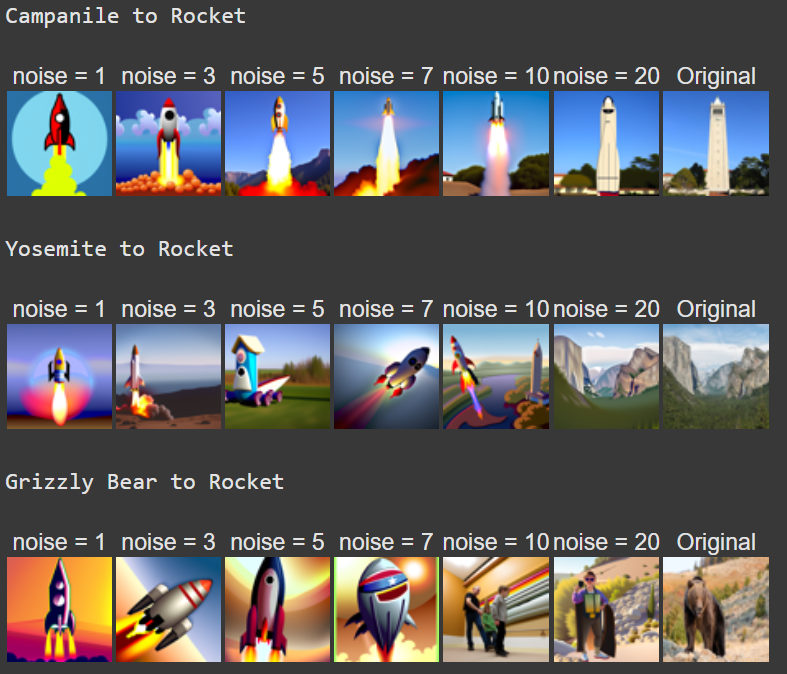 Campanile to Rocket
noise = 1 noise = 3 noise = 5 noise = 7 noise = 10 noise = 20 Original
Yosemite to Rocket
noise = 1 noise = 3 noise = 5 noise = 7 noise = 10 noise = 20 Original
Grizzly Bear to Rocket
noise = 1 noise = 3 noise = 5 noise = 7 noise = 10 noise = 20 Original